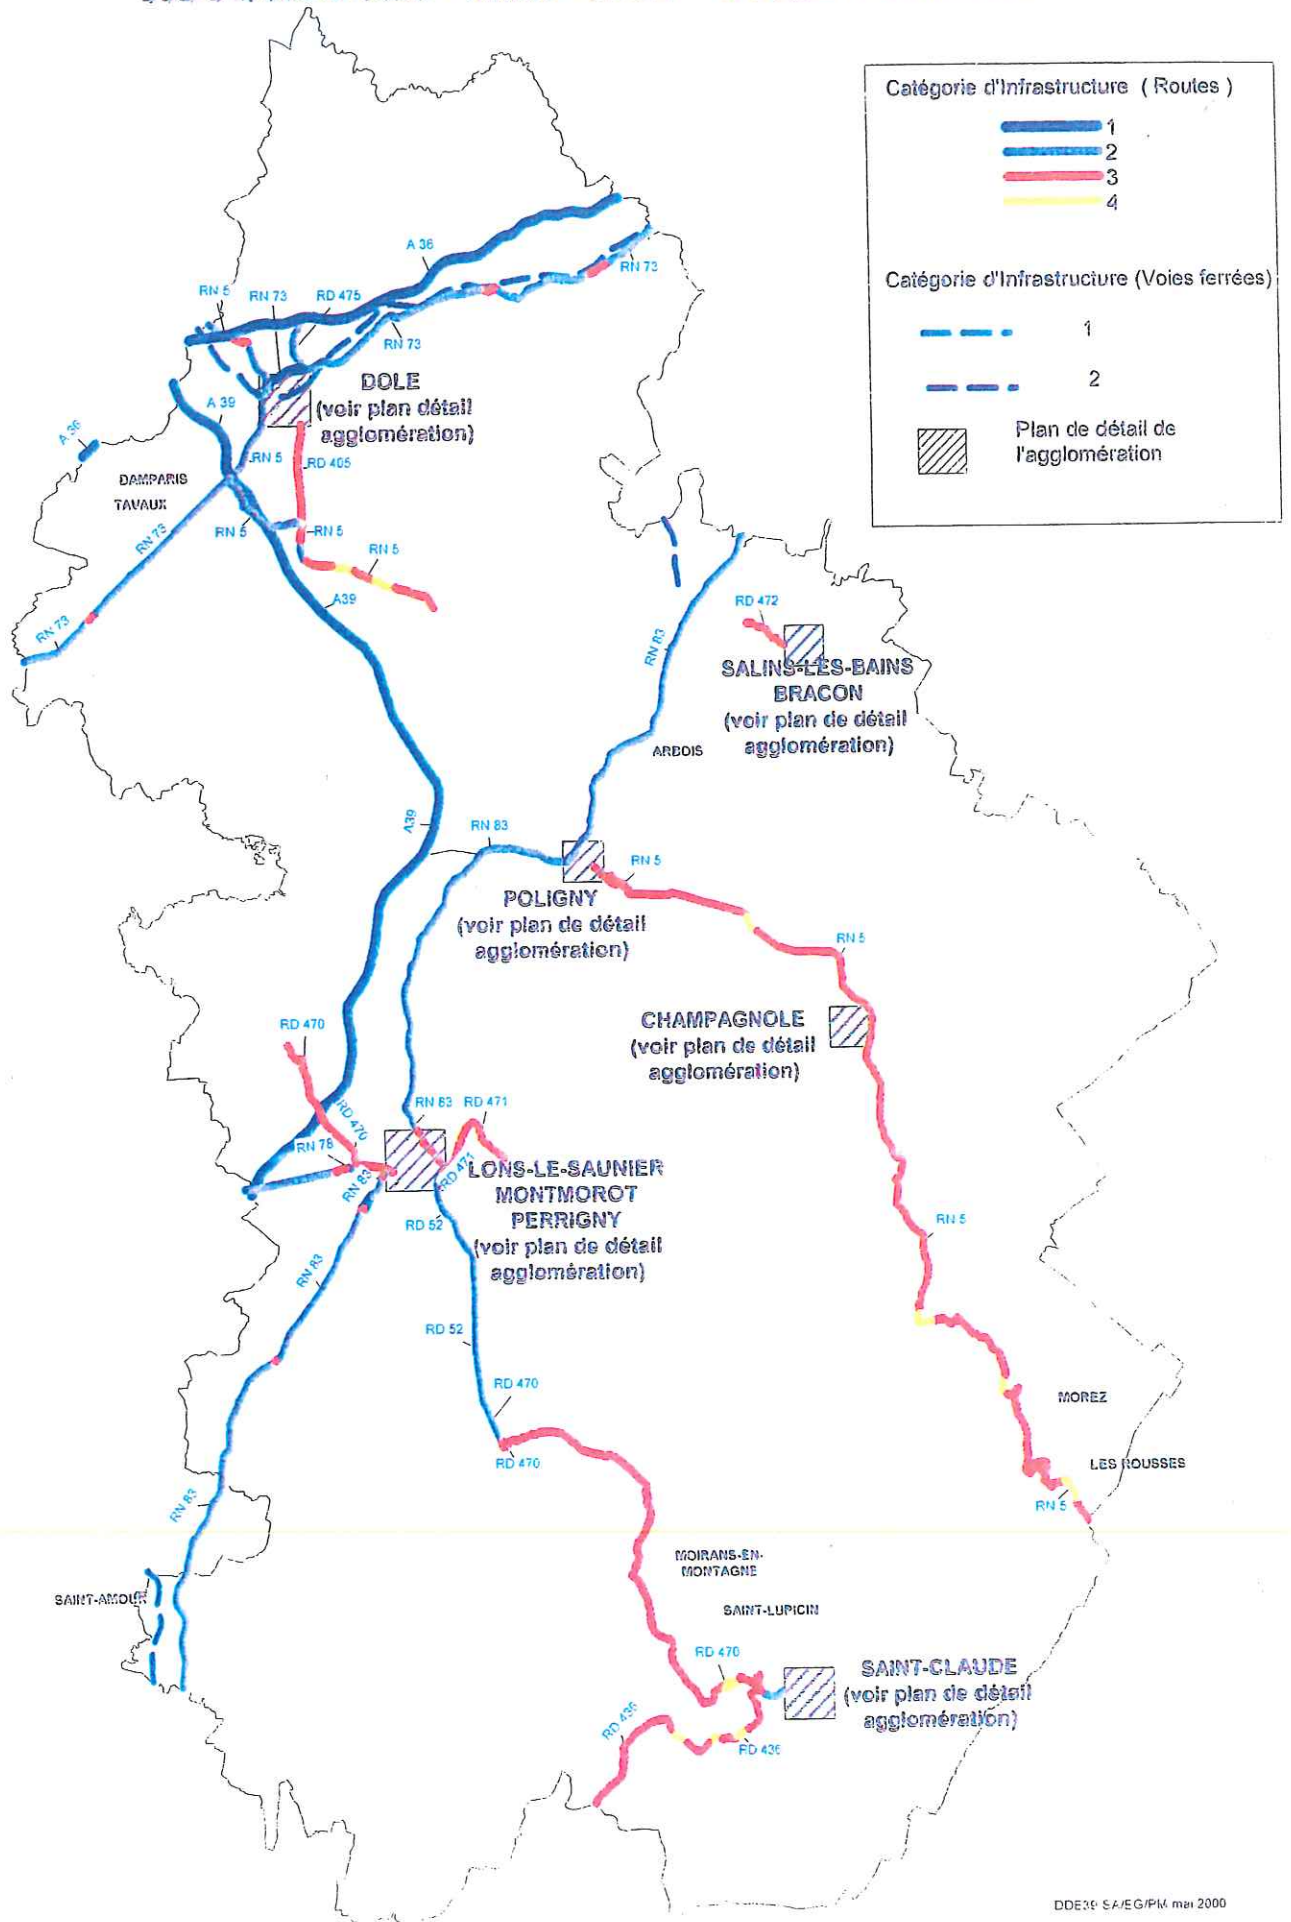 Catégorie d'Infrastructure ( Routes )
1
2
3
4
Catégorie d'Infrastructure (Voies ferrées)
1
2
Plan de détail de
l'agglomération
A 36
RN 73
RN 5
RN 73
RD 475
RN 73
DOLE
(voir plan détail
agglomération)
A 39
A 36
RN 5
RD 405
DAMPARIS
TAVAUX
RN 5
RN 5
RN 73
RN 5
A39
RN 73
RD 472
RN 83
SALINS-LES-BAINS
BRACON
(voir plan de détail
agglomération)
ARBOIS
A39
RN 83
RN 5
POLIGNY
(voir plan de détail
agglomération)
RN 5
CHAMPAGNOLE
(voir plan de détail
agglomération)
RD 470
RN 83
RD 471
RD 470
RN 78
RN 83
RD 471
LONS-LE-SAUNIER
MONTMOROT
PERRIGNY
(voir plan de détail
agglomération)
RD 52
RN 5
RN 83
RD 52
RD 470
MOREZ
RD 470
LES ROUSSES
RN 5
RN 83
MOIRANS-EN-
MONTAGNE
SAINT-AMOUR
SAINT-LUPICIN
RD 470
SAINT-CLAUDE
(voir plan de détail
agglomération)
RD 436
RD 436
DDE39 SA/EG/PM mai 2000